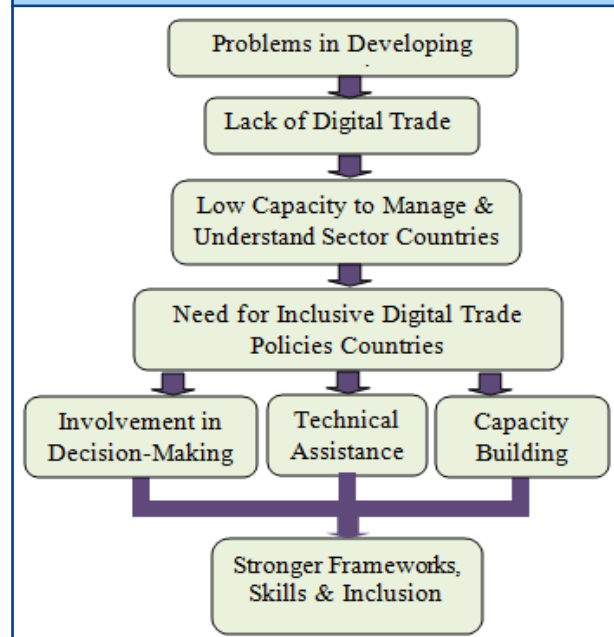 Problems in Developing
Lack of Digital Trade
Low Capacity to Manage &
Understand Sector Countries
Need for Inclusive Digital Trade
Policies Countries
Involvement in
Decision-Making
Technical
Assistance
Capacity
Building
Stronger Frameworks,
Skills & Inclusion